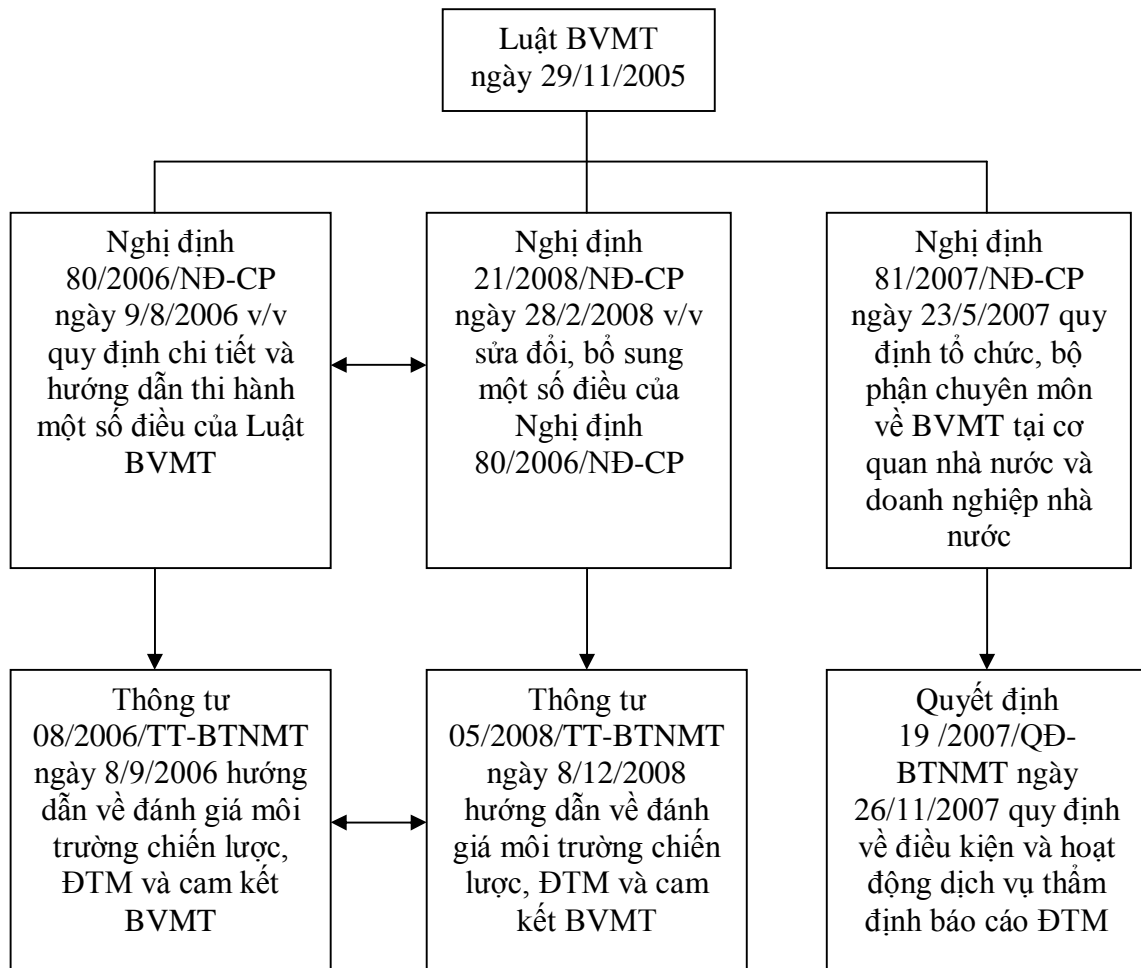 Luật BVMT
ngày 29/11/2005
Nghị định
80/2006/NĐ-CP
ngày 9/8/2006 v/v
quy định chi tiết và
hướng dẫn thi hành
một số điều của Luật
BVMT
Nghị định
21/2008/NĐ-CP
ngày 28/2/2008 v/v
sửa đổi, bổ sung
một số điều của
Nghị định
80/2006/NĐ-CP
Nghị định
81/2007/NĐ-CP
ngày 23/5/2007 quy
định tổ chức, bộ
phận chuyên môn
về BVMT tại cơ
quan nhà nước và
doanh nghiệp nhà
nước
Thông tư
08/2006/TT-BTNMT
ngày 8/9/2006 hướng
dẫn về đánh giá môi
trường chiến lược,
ĐTM và cam kết
BVMT
Thông tư
05/2008/TT-BTNMT
ngày 8/12/2008
hướng dẫn về đánh
giá môi trường chiến
lược, ĐTM và cam
kết BVMT
Quyết định
19 /2007/QĐ-
BTNMT ngày
26/11/2007 quy định
về điều kiện và hoạt
động dịch vụ thẩm
định báo cáo ĐTM